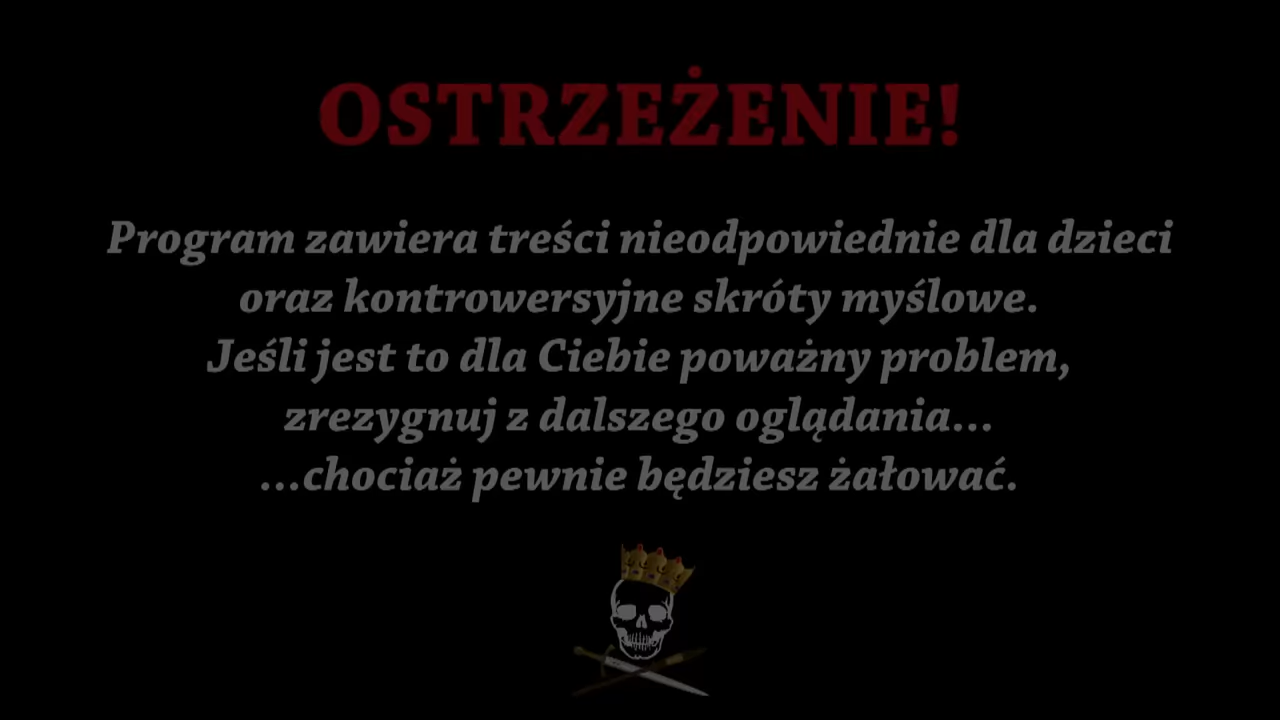 OSTRZEŻENIE!
Program zawiera treści nieodpowiednie dla dzieci
oraz kontrowersyjne skróty myślowe.
Jeśli jest to dla Ciebie poważny problem,
zrezygnuj z dalszego oglądania...
...chociaż pewnie będziesz żałować.